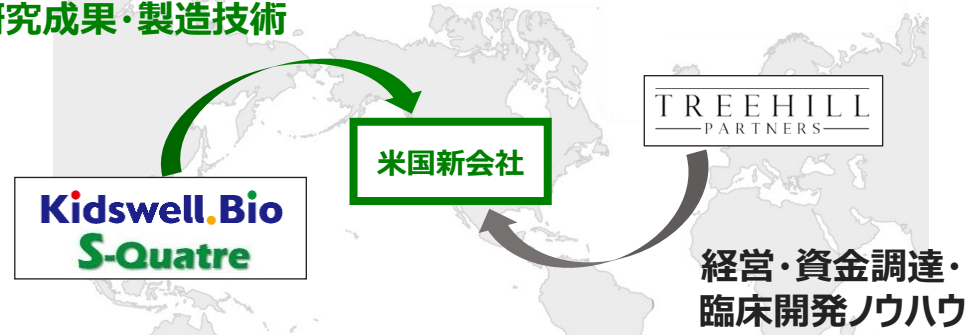 究成果・製造技術
TREEHILL
PARTNERS
米国新会社
Kidswell.Bio
S-Quatre
経営・資金調達・
臨床開発ノウハウ